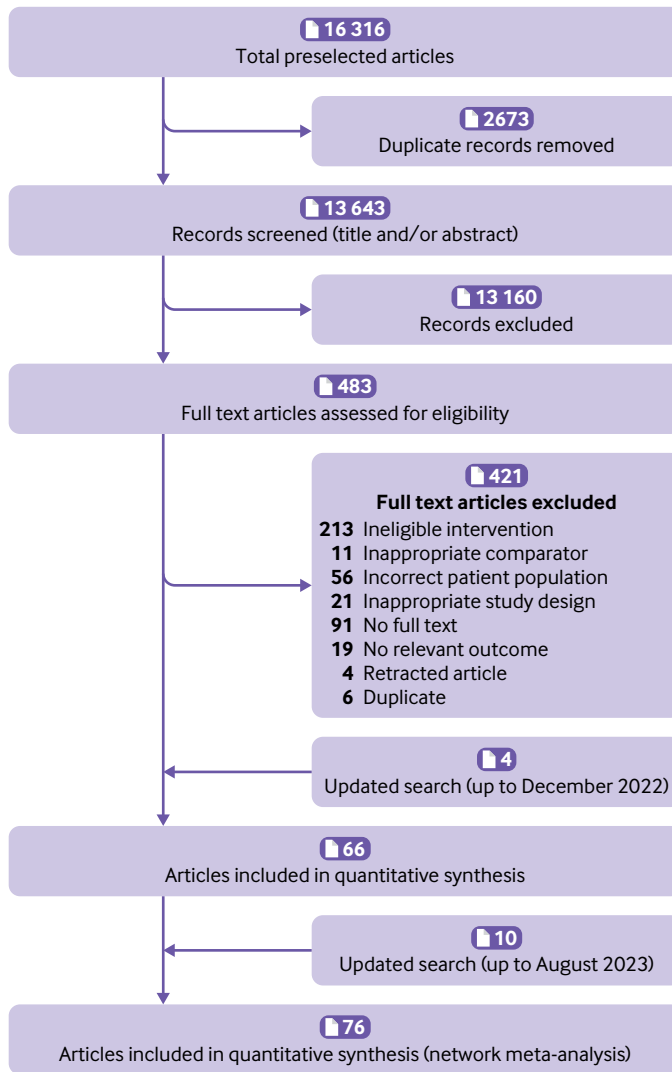 16 316
Total preselected articles
2673
Duplicate records removed
13 643
Records screened (title and/or abstract)
13 160
Records excluded
483
Full text articles assessed for eligibility
421
Full text articles excluded
213 Ineligible intervention
11 Inappropriate comparator
56 Incorrect patient population
21 Inappropriate study design
91 No full text
19 No relevant outcome
4 Retracted article
6 Duplicate
4
Updated search (up to December 2022)
66
Articles included in quantitative synthesis
10
Updated search (up to August 2023)
76
Articles included in quantitative synthesis (network meta-analysis)